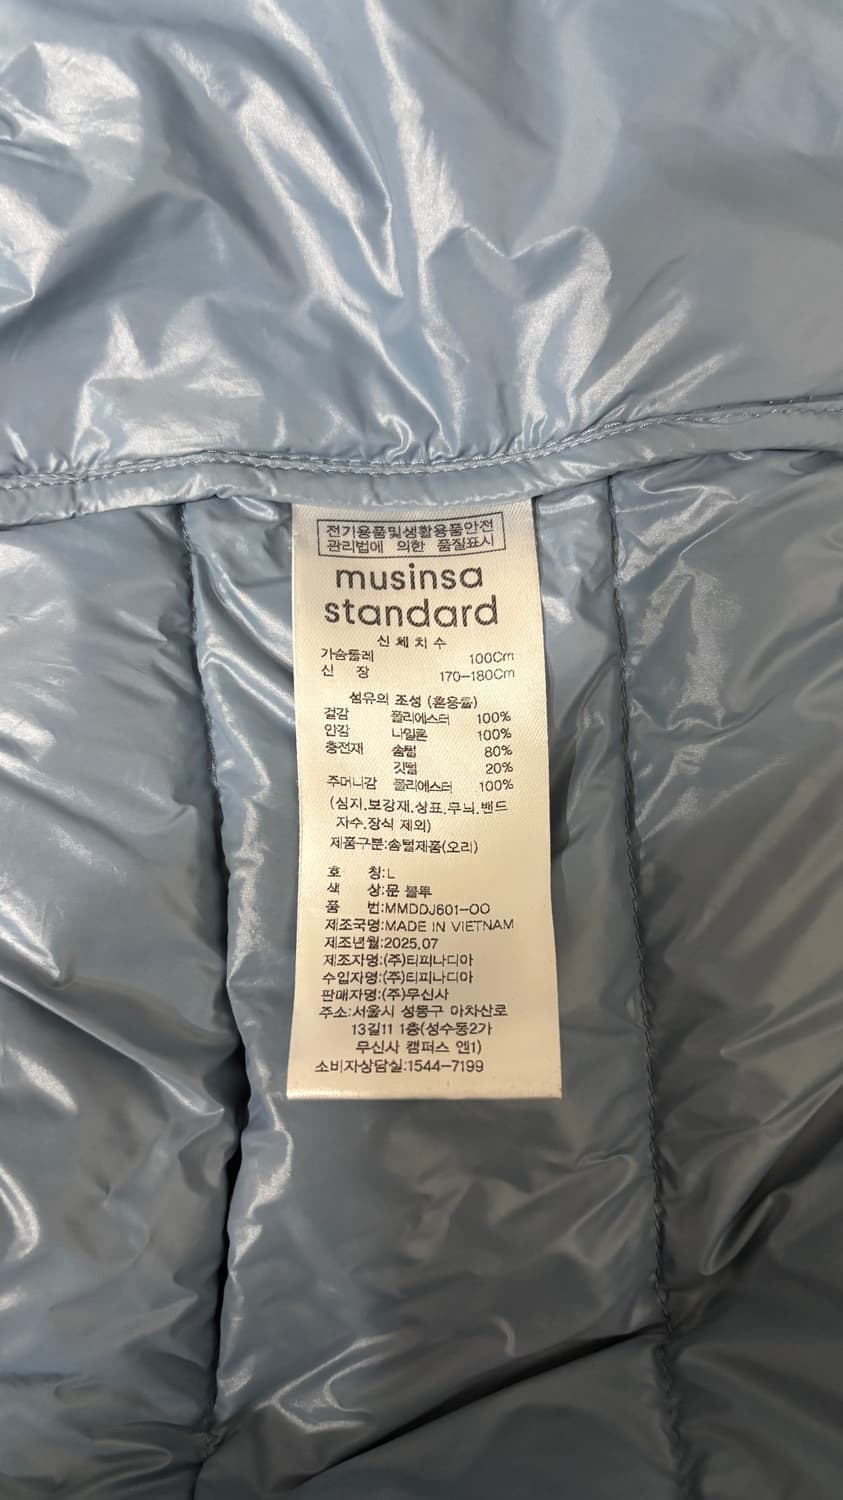 전기용품및생활용품안전
관리법에 의한 품질표시
musinsa
standard
신체치수
가슴둘레 100Cm
신 장 170-180Cm
섬유의 조성 (혼용률)
겉감 폴리에스터 100%
안감 나일론 100%
충전재 솜털 80%
깃털 20%
주머니감 폴리에스터 100%
(심지.보강재.상표.무늬.밴드
자수.장식 제외)
제품구분:솜털제품(오리)
호 칭:L
색 상:문 블루
품 번:MMDDJ601-OO
제조국명:MADE IN VIETNAM
제조년월:2025.07
제조자명:(주)티피나디아
수입자명:(주)티피나디아
판매자명:(주)무신사
주소:서울시 성동구 아차산로
13길11 1층(성수동2가
무신사 캠퍼스 엔1)
소비자상담실:1544-7199